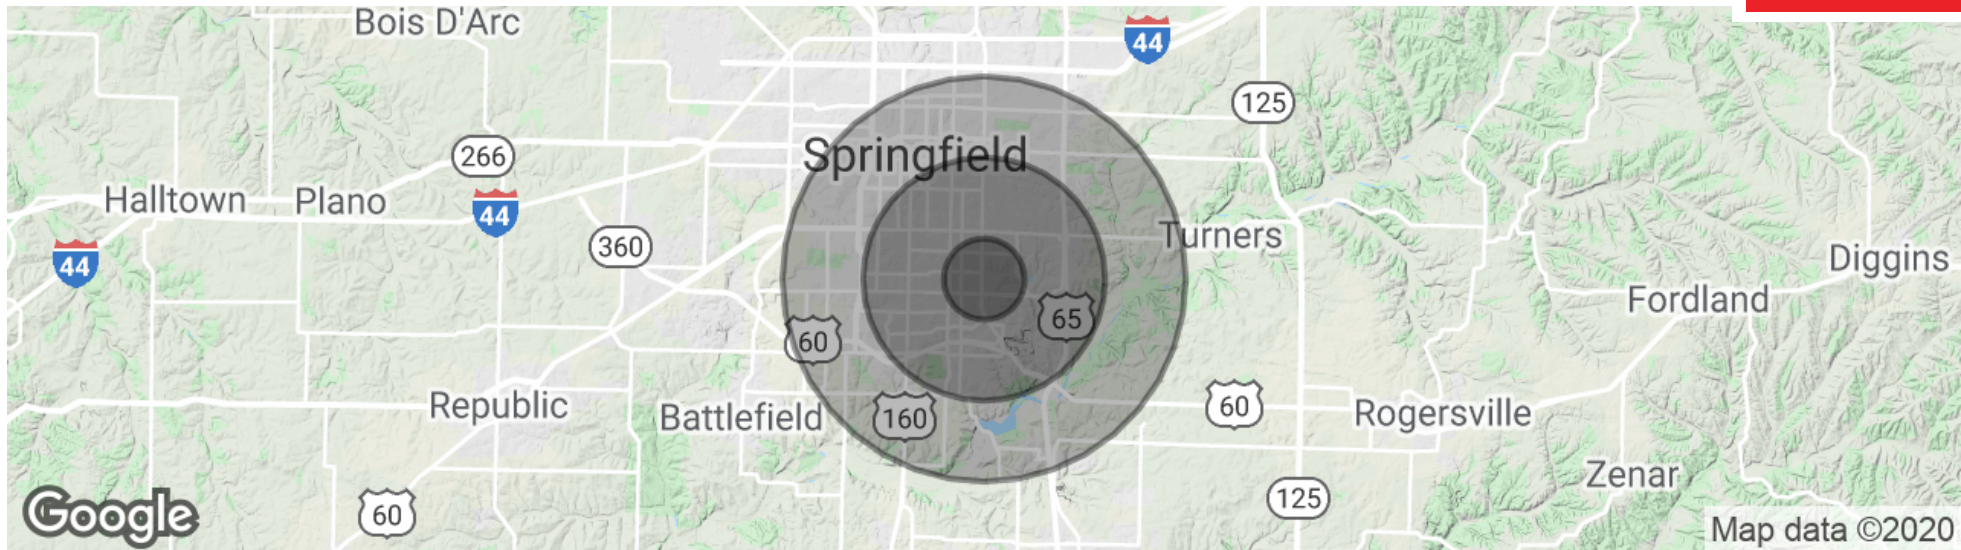 Bois D'Arc
44
125
Springfield
266
Halltown
Plano
44
360
Turners
44
Diggins
Fordland
65
60
Republic
Battlefield
160
60
Rogersville
Zenar
125
60
Google
Map data ©2020